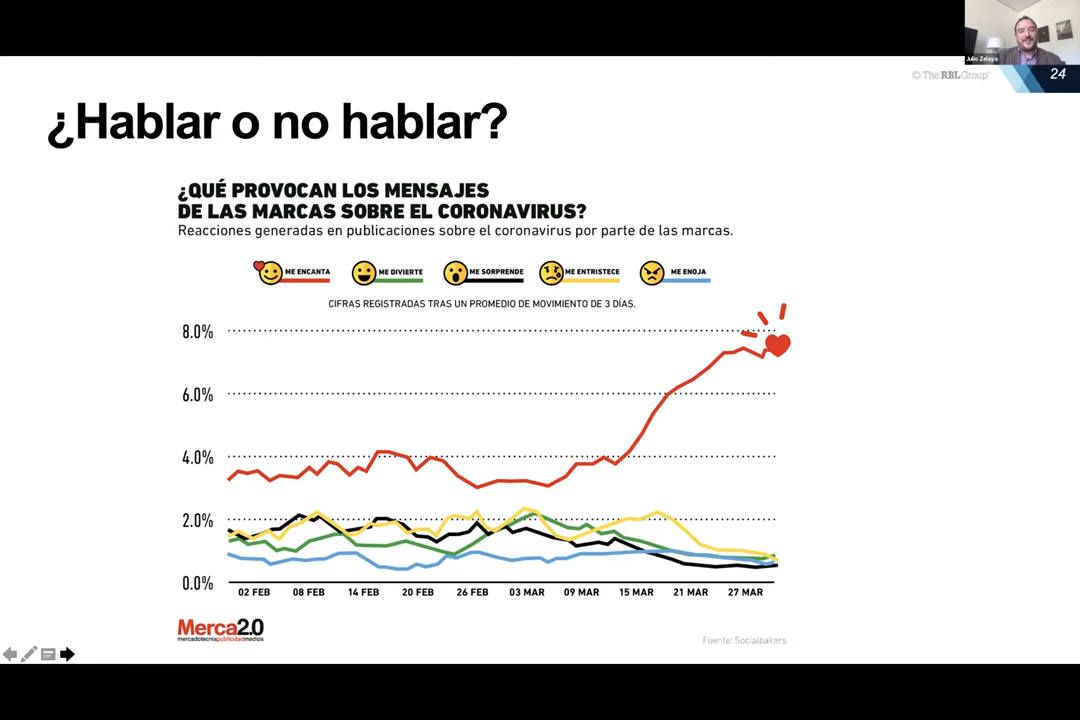 Julio Zelaya
© The RBL Group
24
¿Hablar o no hablar?
¿QUÉ PROVOCAN LOS MENSAJES
DE LAS MARCAS SOBRE EL CORONAVIRUS?
Reacciones generadas en publicaciones sobre el coronavirus por parte de las marcas.
ME ENCANTA ME DIVIERTE ME SORPRENDE ME ENTRISTECE ME ENOJA
CIFRAS REGISTRADAS TRAS UN PROMEDIO DE MOVIMIENTO DE 3 DÍAS.
8.0%
6.0%
4.0%
2.0%
0.0%
02 FEB 08 FEB 14 FEB 20 FEB 26 FEB 03 MAR 09 MAR 15 MAR 21 MAR 27 MAR
Merca2.0
mercadotecniapublicidadmedios
Fuente: Socialbakers